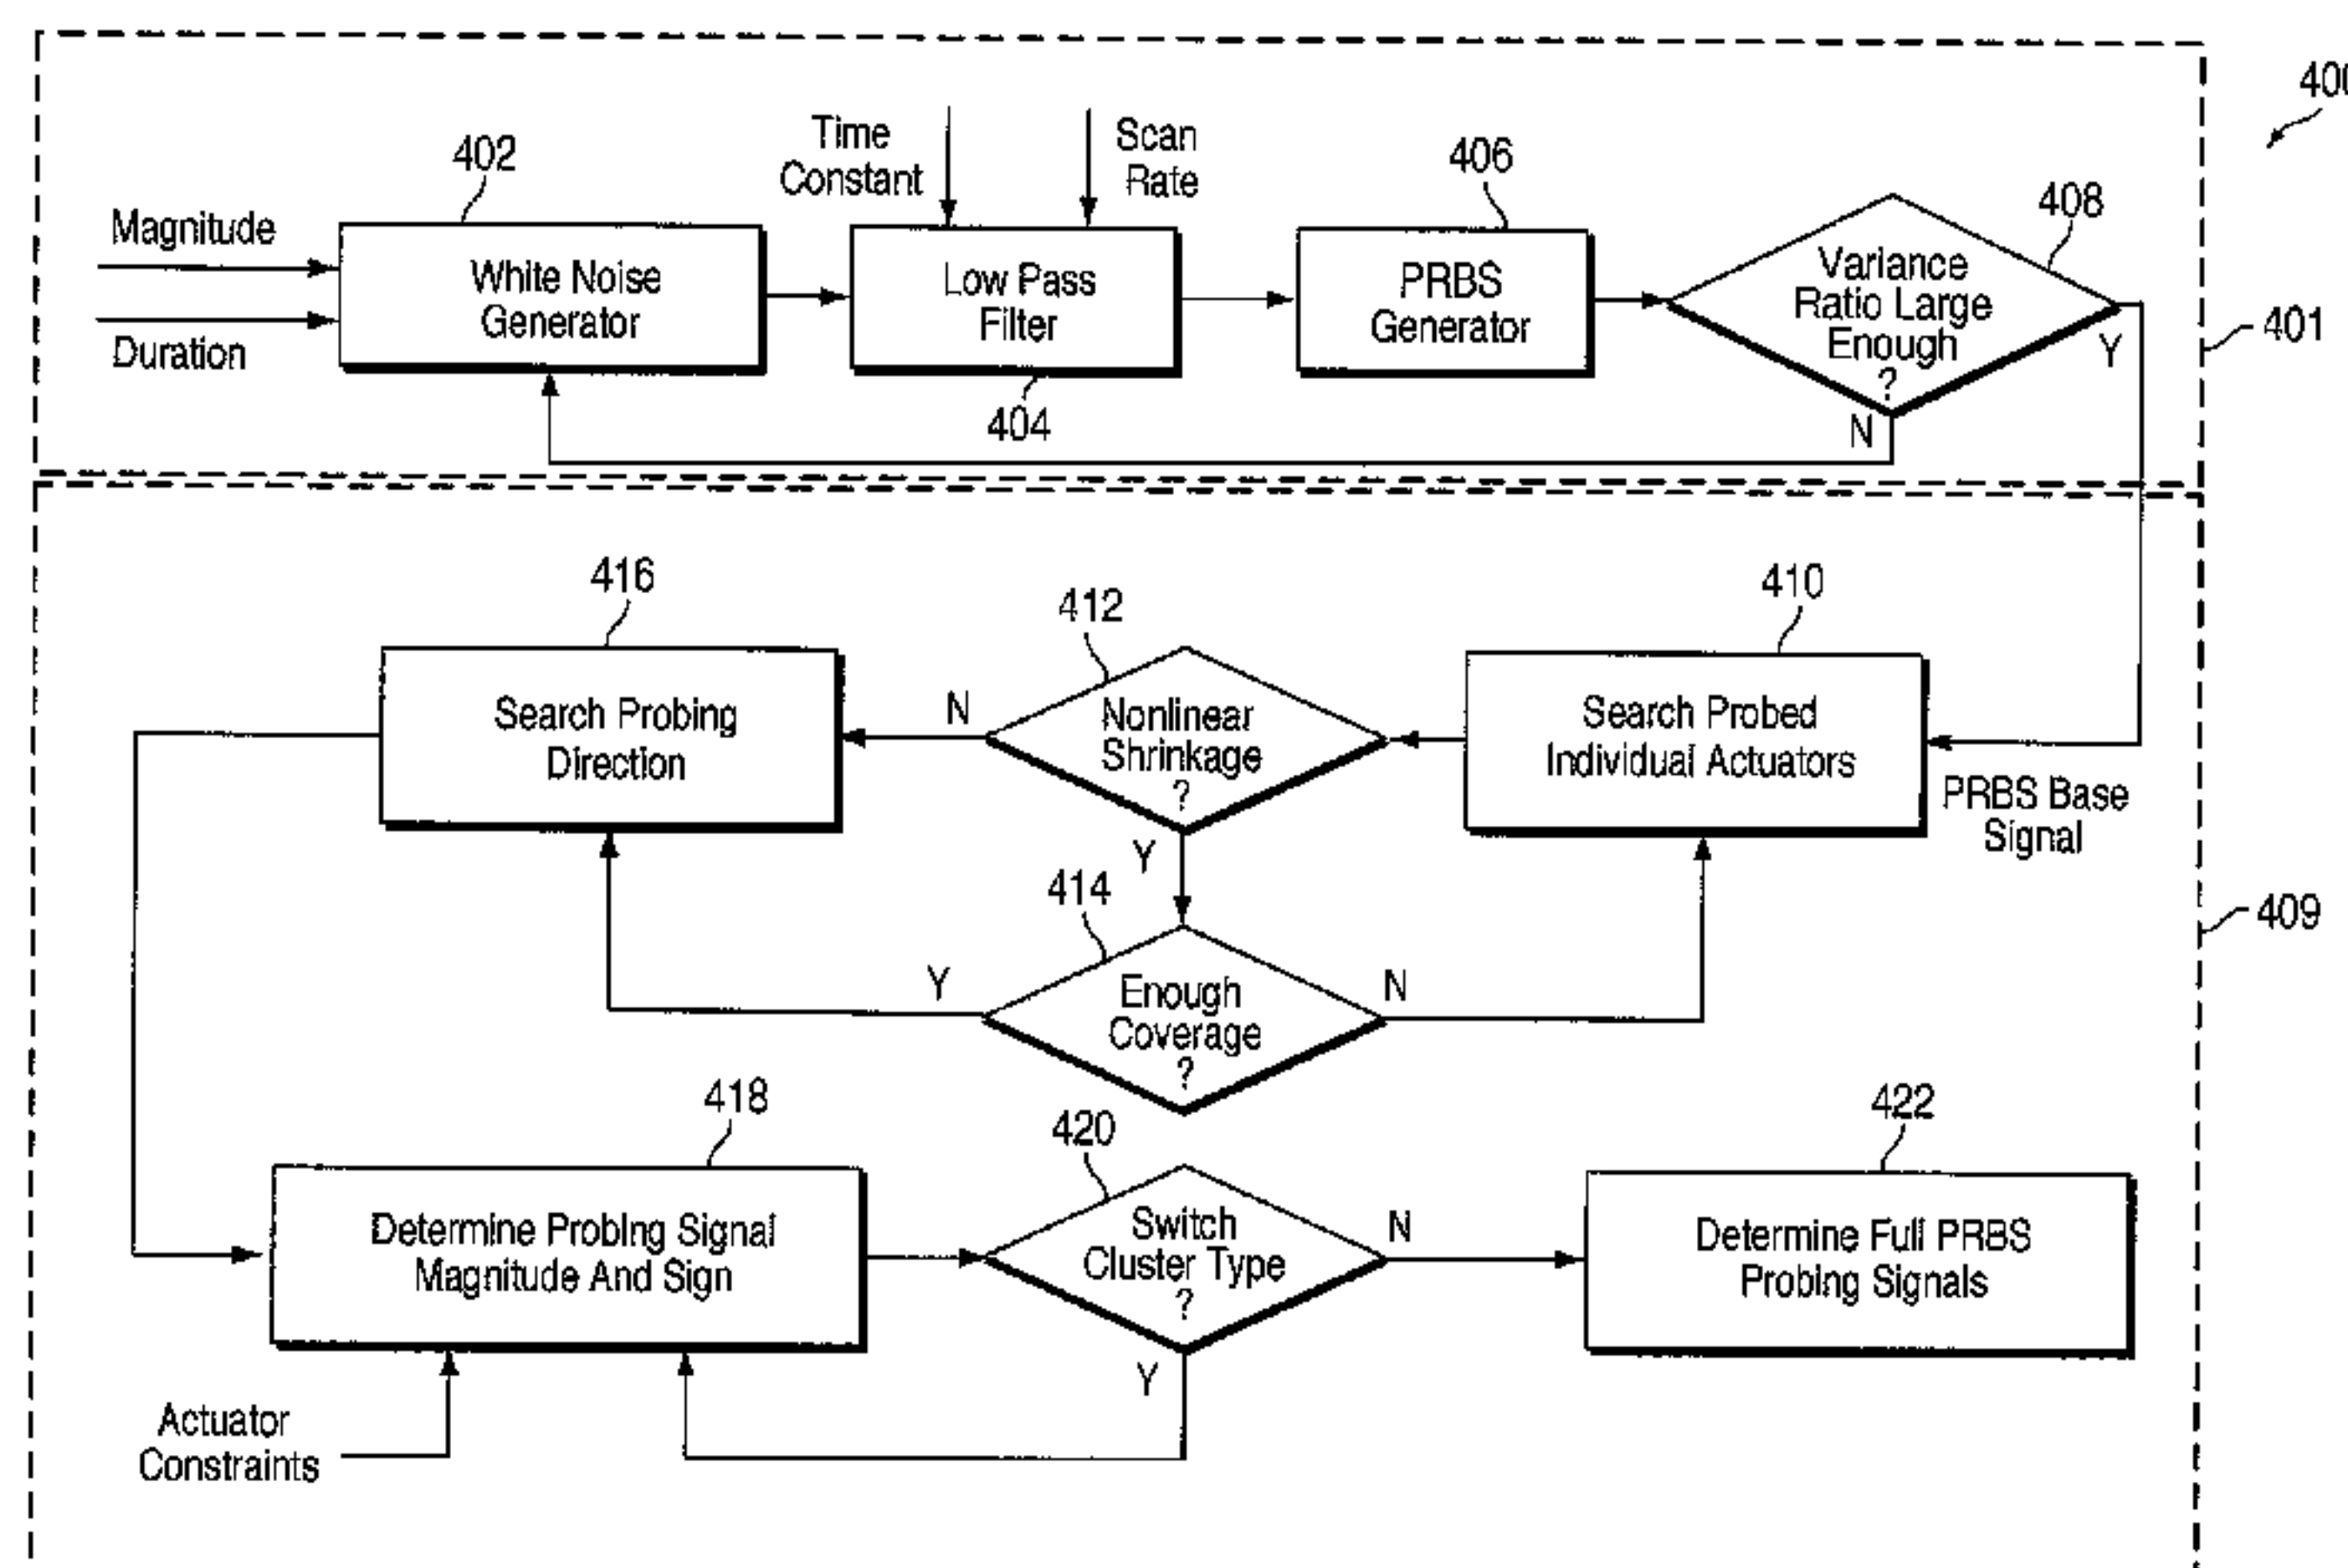 400
Time
Constant
Scan
Rate
402
406
408
Magnitude
Duration
White Noise
Generator
Low Pass
Filter
404
PRBS
Generator
Variance
Ratio Large
Enough
?
Y
N
401
416
412
410
Search Probing
Direction
N
Nonlinear
Shrinkage
?
Y
Search Probed
Individual Actuators
PRBS Base
Signal
414
Y
Enough
Coverage
?
N
409
418
420
422
Determine Probing Signal
Magnitude And Sign
Switch
Cluster Type
?
N
Y
Determine Full PRBS
Probing Signals
Actuator
Constraints